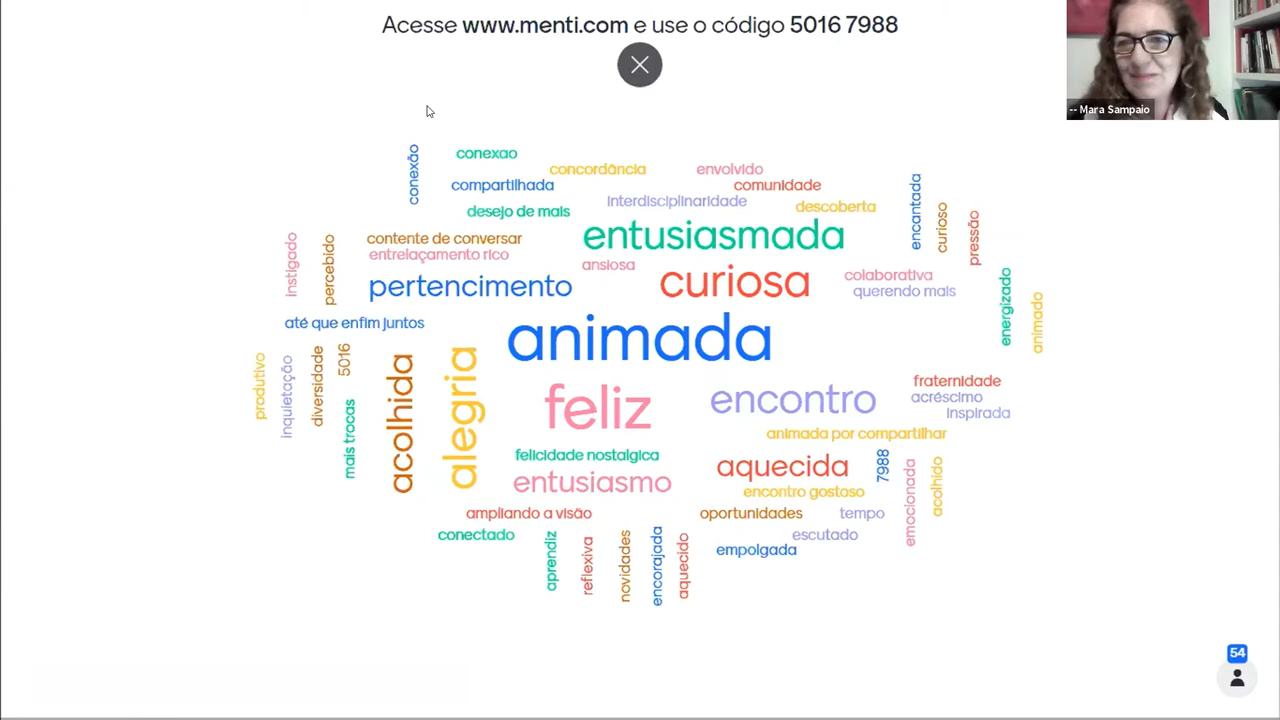 Acesse www.menti.com e use o código 5016 7988
-- Mara Sampaio
conexão
conexao
concordância
envolvido
compartilhada
comunidade
interdisciplinaridade
desejo de mais
descoberta
encantada
curioso
pressão
instigado
percebido
contente de conversar
entusiasmada
entrelaçamento rico
ansiosa
pertencimento
curiosa
colaborativa
querendo mais
energizado
animado
até que enfim juntos
animada
produtivo
inquietação
diversidade
5016
mais trocas
acolhida
alegria
feliz
encontro
fraternidade
acréscimo
inspirada
animada por compartilhar
felicidade nostalgica
aquecida
7988
emocionada
acolhido
entusiasmo
encontro gostoso
ampliando a visão
oportunidades
tempo
conectado
escutado
aprendiz
reflexiva
novidades
encorajada
aquecido
empolgada
54